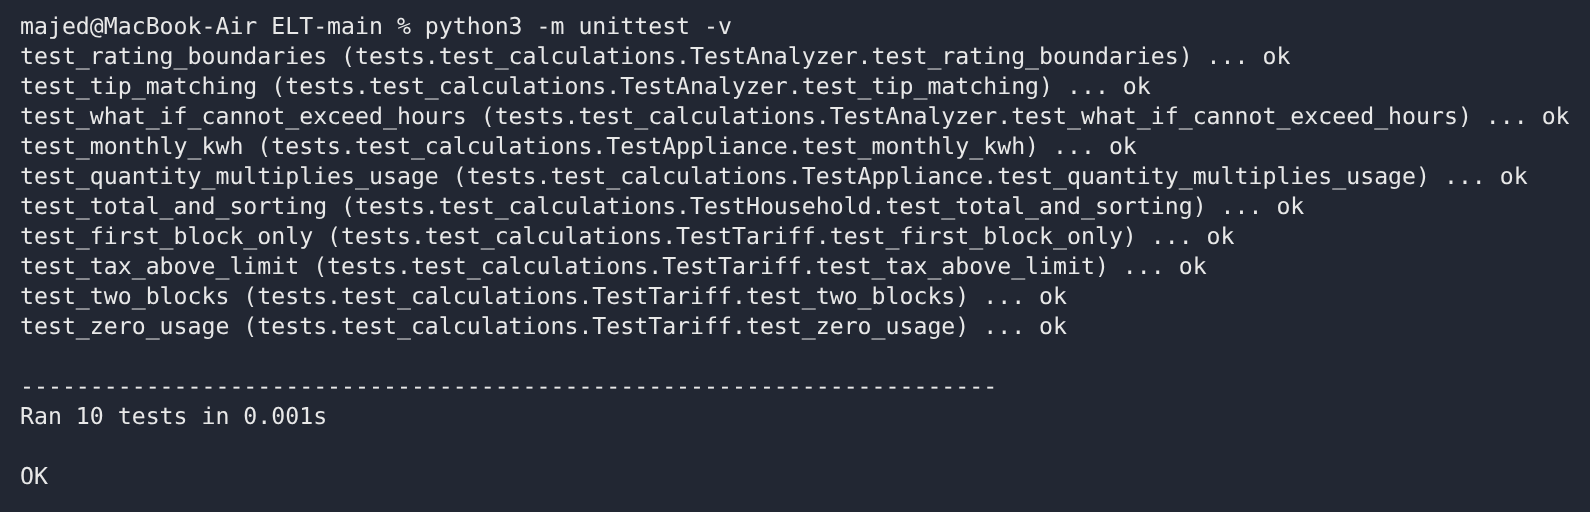 majed@MacBook-Air ELT-main % python3 -m unittest -v
test_rating_boundaries (tests.test_calculations.TestAnalyzer.test_rating_boundaries) ... ok
test_tip_matching (tests.test_calculations.TestAnalyzer.test_tip_matching) ... ok
test_what_if_cannot_exceed_hours (tests.test_calculations.TestAnalyzer.test_what_if_cannot_exceed_hours) ... ok
test_monthly_kwh (tests.test_calculations.TestAppliance.test_monthly_kwh) ... ok
test_quantity_multiplies_usage (tests.test_calculations.TestAppliance.test_quantity_multiplies_usage) ... ok
test_total_and_sorting (tests.test_calculations.TestHousehold.test_total_and_sorting) ... ok
test_first_block_only (tests.test_calculations.TestTariff.test_first_block_only) ... ok
test_tax_above_limit (tests.test_calculations.TestTariff.test_tax_above_limit) ... ok
test_two_blocks (tests.test_calculations.TestTariff.test_two_blocks) ... ok
test_zero_usage (tests.test_calculations.TestTariff.test_zero_usage) ... ok
----------------------------------------------------------------------
Ran 10 tests in 0.001s
OK